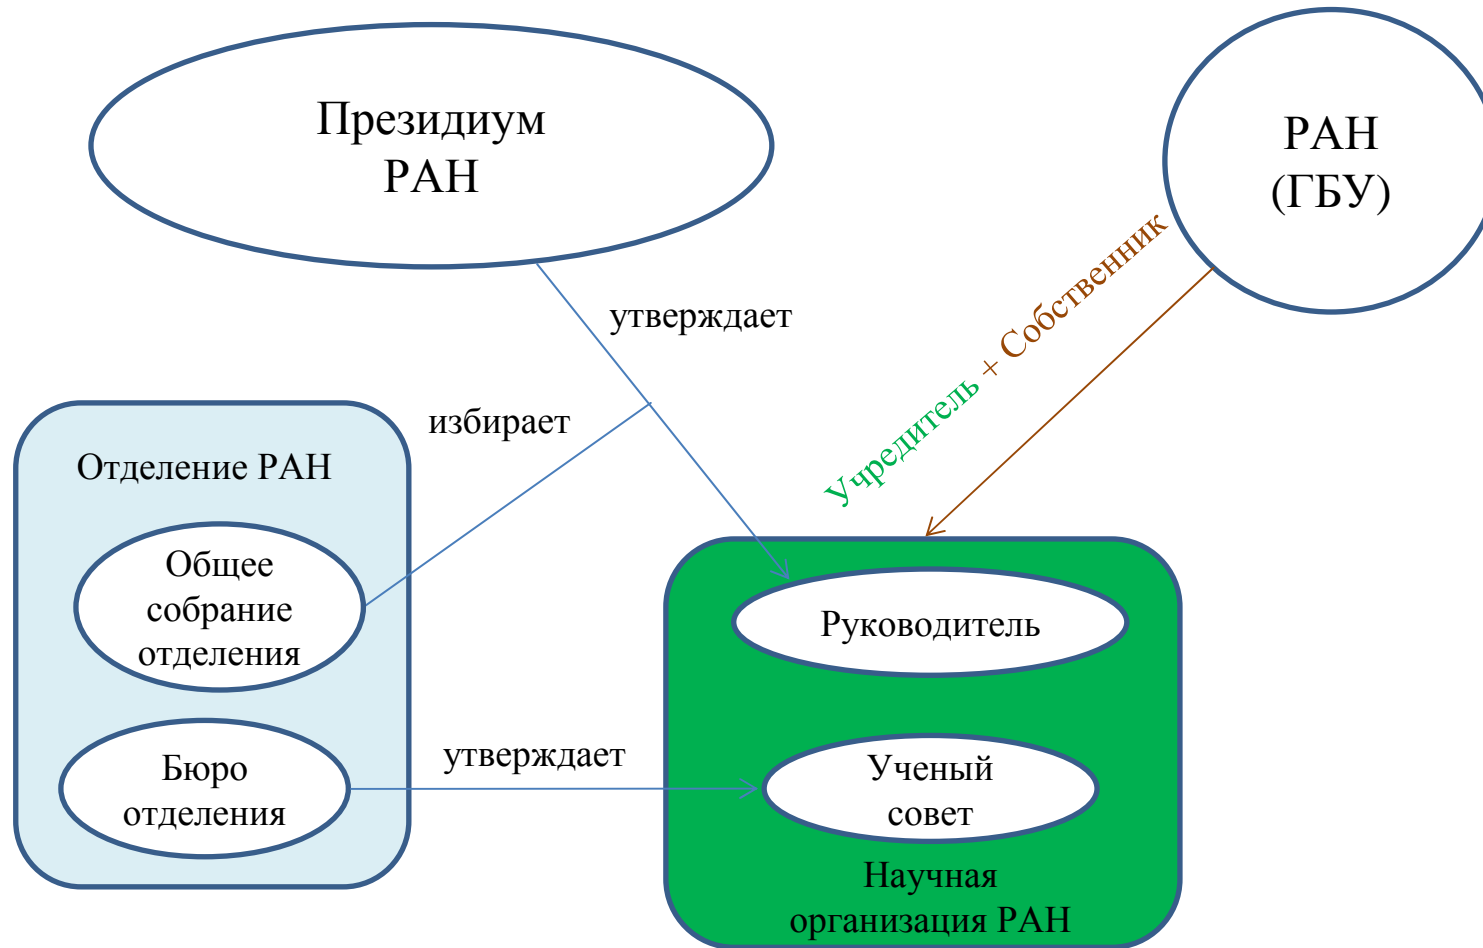 Президиум
РАН
РАН
(ГБУ)
утверждает
Учредитель + Собственник
избирает
Отделение РАН
Общее
собрание
отделения
Руководитель
утверждает
Бюро
отделения
Ученый
совет
Научная
организация РАН